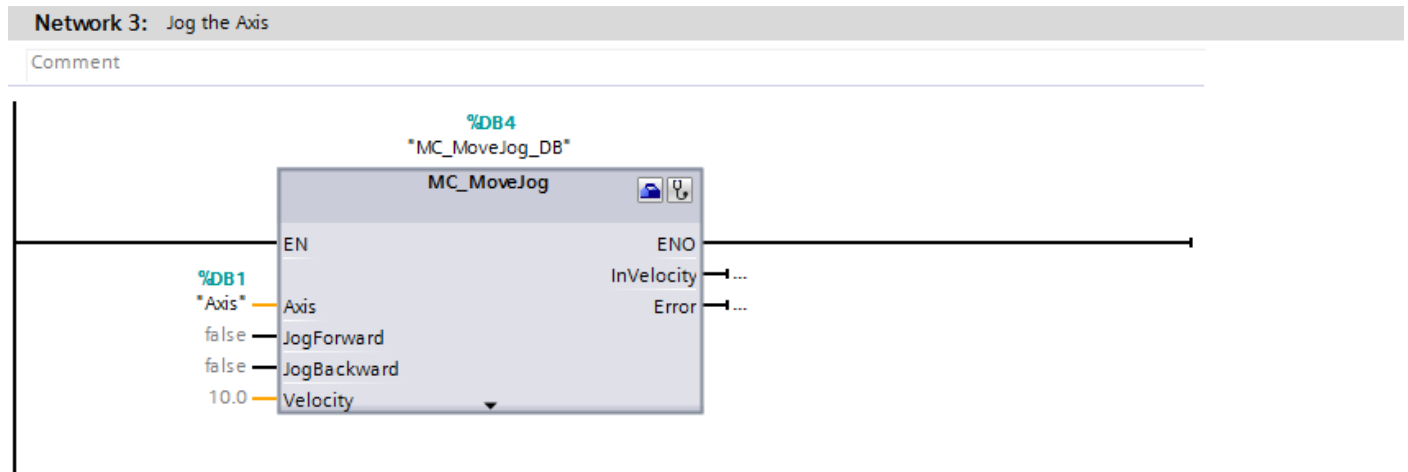 Network 3: Jog the Axis
Comment
%DB4
"MC_MoveJog_DB"
MC_MoveJog
EN
ENO
%DB1
InVelocity ...
"Axis" Axis
Error ...
false JogForward
false JogBackward
10.0 Velocity